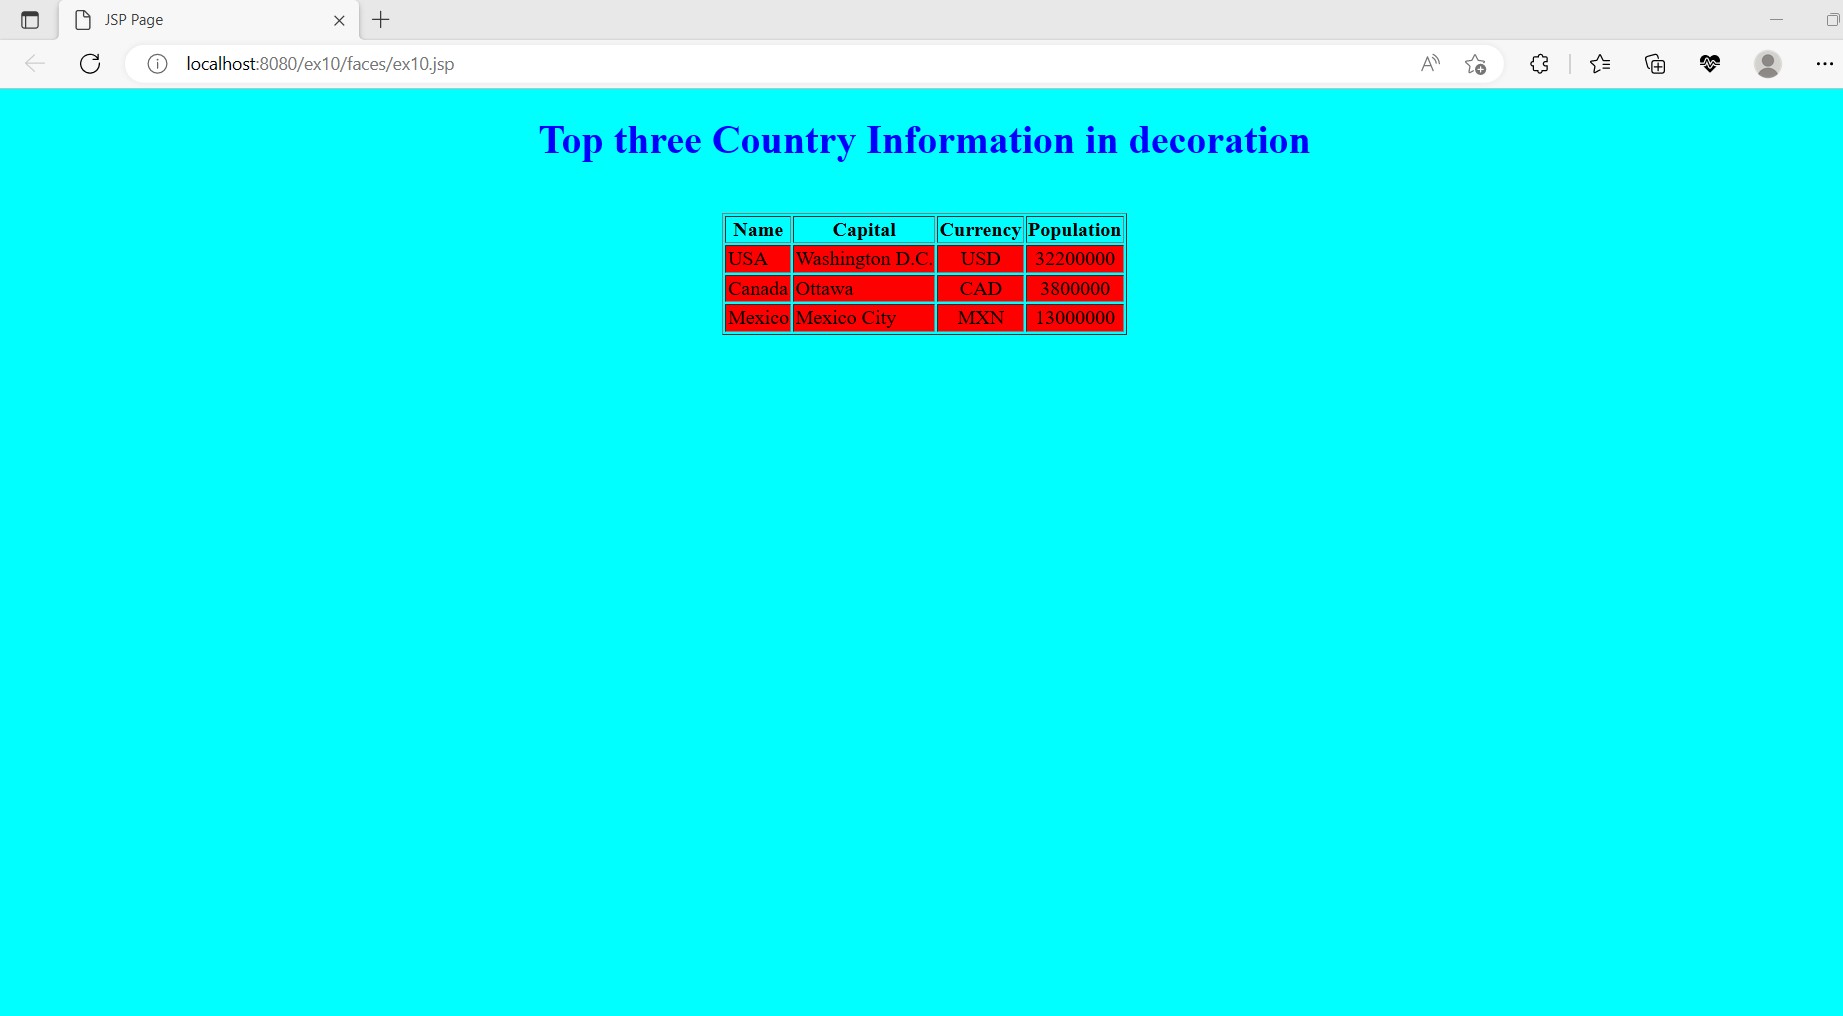 JSP Page
localhost:8080/ex10/faces/ex10.jsp
Top three Country Information in decoration
Name Capital Currency Population
USA Washington D.C. USD 32200000
Canada Ottawa CAD 3800000
Mexico Mexico City MXN 13000000